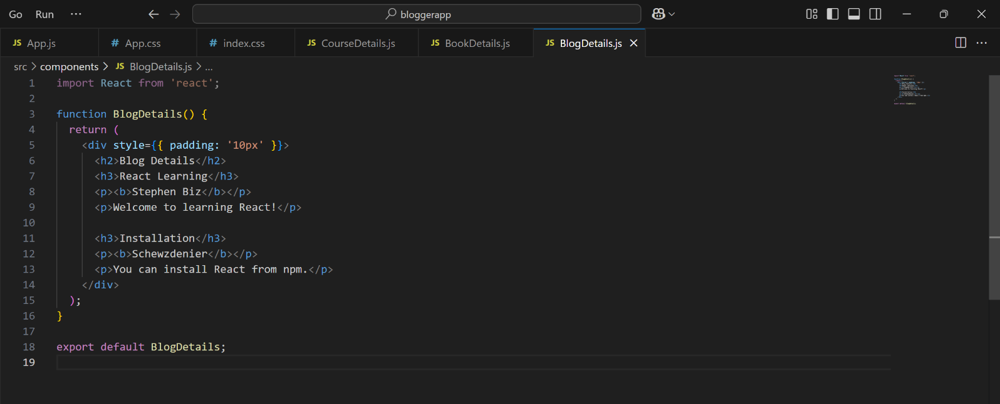 Go Run ···
bloggerapp
JS App.js # App.css # index.css JS CourseDetails.js JS BookDetails.js JS BlogDetails.js
src > components > JS BlogDetails.js > ...
1 import React from 'react';
2
3 function BlogDetails() {
4   return (
5     <div style={{ padding: '10px' }}>
6       <h2>Blog Details</h2>
7       <h3>React Learning</h3>
8       <p><b>Stephen Biz</b></p>
9       <p>Welcome to learning React!</p>
10
11       <h3>Installation</h3>
12       <p><b>Schewzdenier</b></p>
13       <p>You can install React from npm.</p>
14     </div>
15   );
16 }
17
18 export default BlogDetails;
19